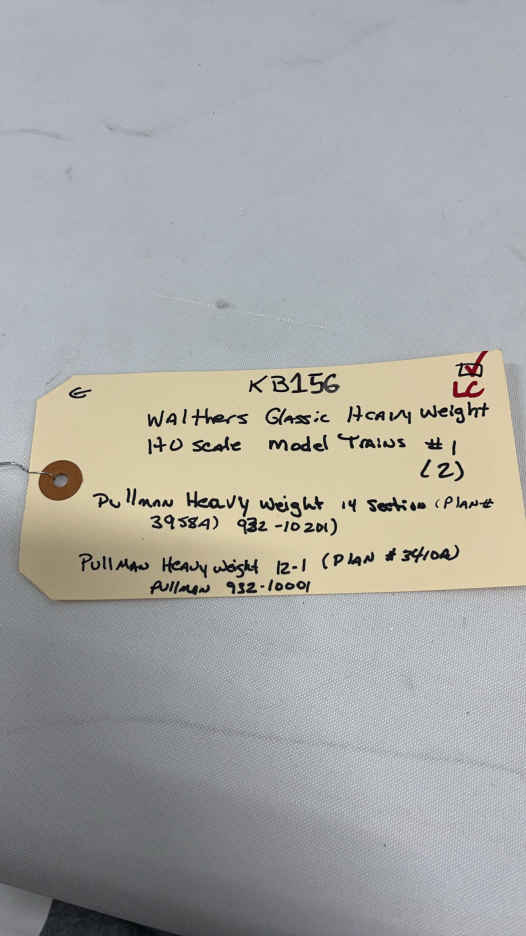 E
KB156
LC
Walthers Classic Heavy Weight
HO scale model Trains #1
(2)
Pullman Heavy weight 14 Section (Plan#
3958A) 932-10201)
Pullman Heavy weight 12-1 (Plan #3410A)
Pullman 932-10001